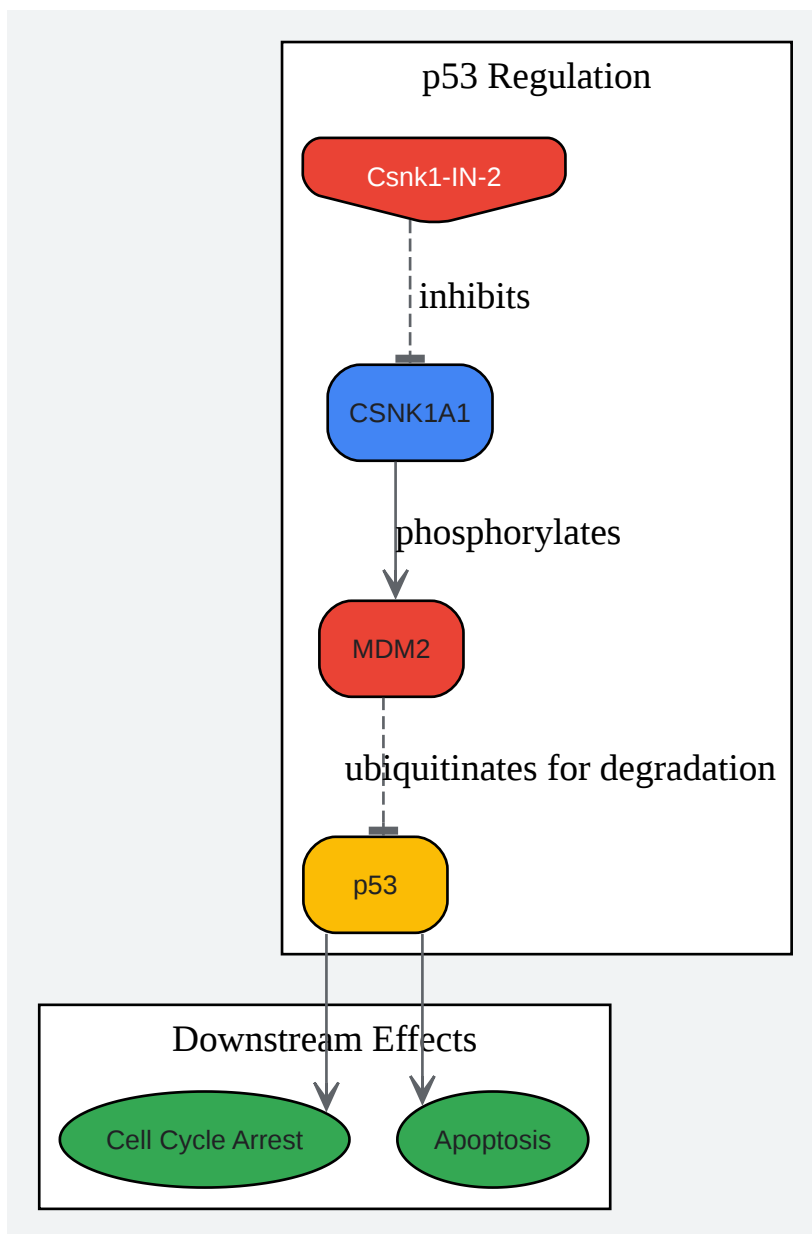 p53 Regulation
Csnk1-IN-2
inhibits
CSNK1A1
phosphorylates
MDM2
ubiquitinates for degradation
p53
Downstream Effects
Cell Cycle Arrest
Apoptosis